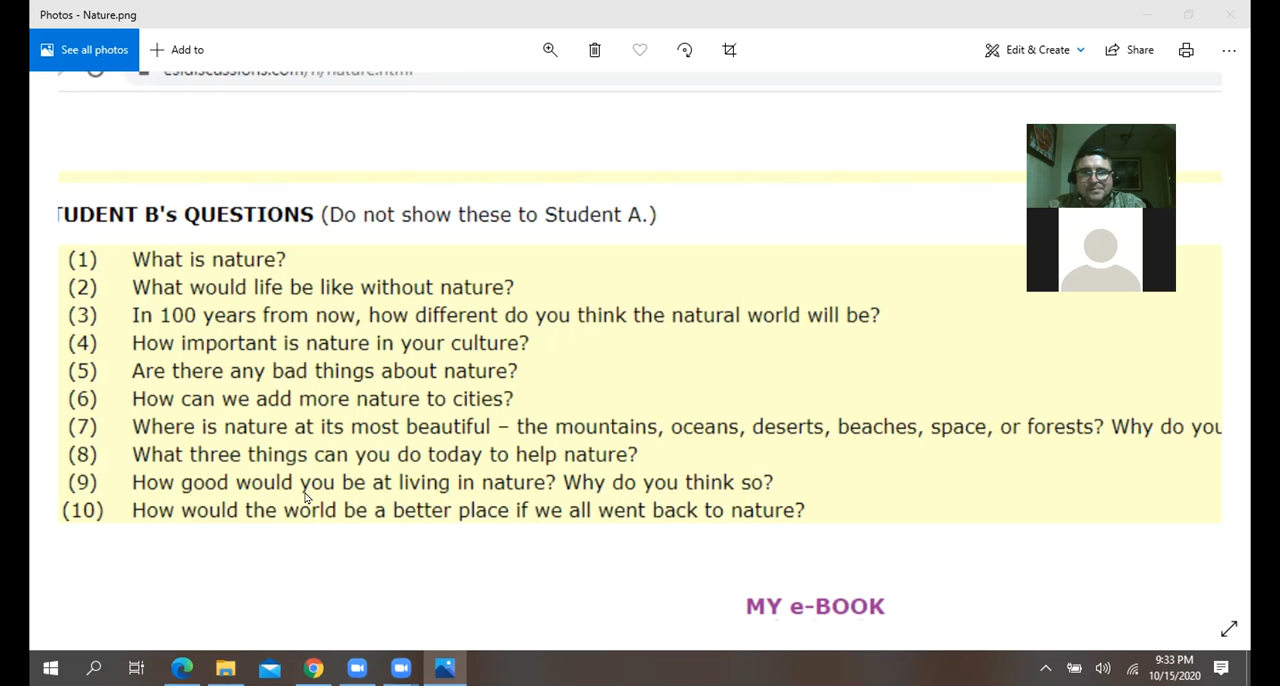 Photos - Nature.png
See all photos
Add to
Edit & Create
Share
esldiscussions.com/n/nature.html
TUDENT B's QUESTIONS (Do not show these to Student A.)
(1) What is nature?
(2) What would life be like without nature?
(3) In 100 years from now, how different do you think the natural world will be?
(4) How important is nature in your culture?
(5) Are there any bad things about nature?
(6) How can we add more nature to cities?
(7) Where is nature at its most beautiful – the mountains, oceans, deserts, beaches, space, or forests? Why do you
(8) What three things can you do today to help nature?
(9) How good would you be at living in nature? Why do you think so?
(10) How would the world be a better place if we all went back to nature?
MY e-BOOK
9:33 PM
10/15/2020